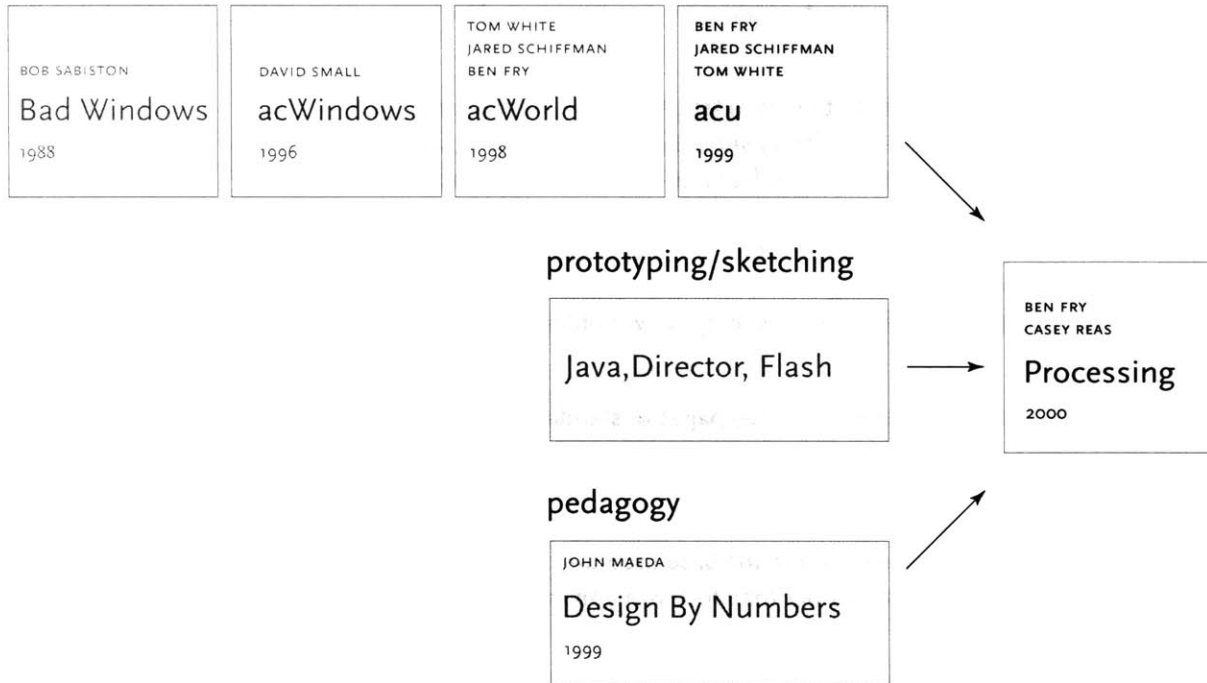 BOB SABISTON
Bad Windows
1988
DAVID SMALL
acWindows
1996
TOM WHITE
JARED SCHIFFMAN
BEN FRY
acWorld
1998
BEN FRY
JARED SCHIFFMAN
TOM WHITE
acu
1999
prototyping/sketching
Java,Director, Flash
pedagogy
JOHN MAEDA
Design By Numbers
1999
BEN FRY
CASEY REAS
Processing
2000